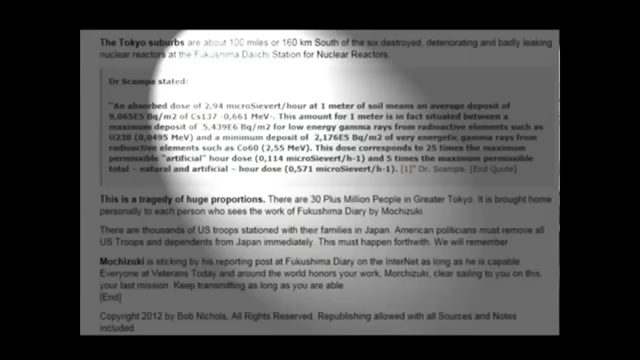 The Tokyo suburbs are about 100 miles or 160 km South of the six destroyed, deteriorating and badly leaking
nuclear reactors at the Fukushima Daiichi Station for Nuclear Reactors.
Dr Scampa stated:
"An absorbed dose of 2,94 microSievert/hour at 1 meter of soil means an average deposit of
9,065E5 Bq/m2 of Cs137 -0,661 MeV-. This amount for 1 meter is in fact situated between a
maximum deposit of 5,439E6 Bq/m2 for low energy gamma rays from radioactive elements such as
U238 (0,0495 MeV) and a minimum deposit of 2,176E5 Bq/m2 of very energetic gamma rays from
radioactive elements such as Co60 (2,55 MeV). This dose corresponds to 25 times the maximum
permissible "artificial" hour dose (0,114 microSievert/h-1) and 5 times the maximum permissible
total – natural and artificial – hour dose (0,571 microSievert/h-1)." [1]" Dr. Scampa, [End Quote]
This is a tragedy of huge proportions. There are 30 Plus Million People in Greater Tokyo. It is brought home
personally to each person who sees the work of Fukushima Diary by Mochizuki.
There are thousands of US troops stationed with their families in Japan. American politicians must remove all
US Troops and dependents from Japan immediately. This must happen forthwith. We will remember
Mochizuki is sticking by his reporting post at Fukushima Diary on the InterNet as long as he is capable
Everyone at Veterans Today and around the world honors your work, Morchizuki, clear sailing to you on this,
your last mission. Keep transmitting as long as you are able.
[End]
Copyright 2012 by Bob Nichols. All Rights Reserved. Republishing allowed with all Sources and Notes
included.